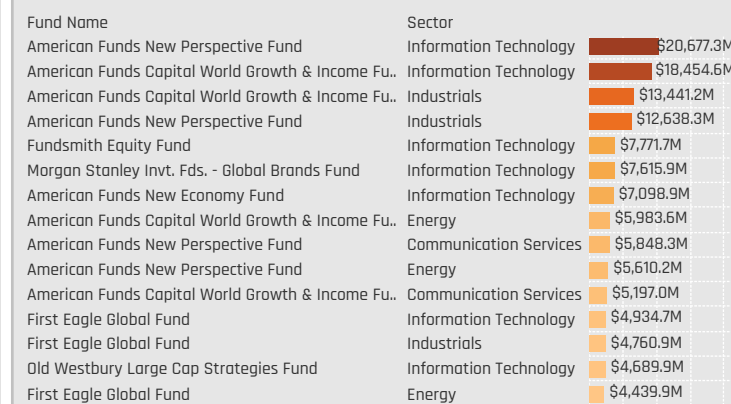 Fund Name Sector
American Funds New Perspective Fund Information Technology $20,677.3M
American Funds Capital World Growth & Income Fu.. Information Technology $18,454.6M
American Funds Capital World Growth & Income Fu.. Industrials $13,441.2M
American Funds New Perspective Fund Industrials $12,638.3M
Fundsmith Equity Fund Information Technology $7,771.7M
Morgan Stanley Invt. Fds. - Global Brands Fund Information Technology $7,615.9M
American Funds New Economy Fund Information Technology $7,098.9M
American Funds Capital World Growth & Income Fu.. Energy $5,983.6M
American Funds New Perspective Fund Communication Services $5,848.3M
American Funds New Perspective Fund Energy $5,610.2M
American Funds Capital World Growth & Income Fu.. Communication Services $5,197.0M
First Eagle Global Fund Information Technology $4,934.7M
First Eagle Global Fund Industrials $4,760.9M
Old Westbury Large Cap Strategies Fund Information Technology $4,689.9M
First Eagle Global Fund Energy $4,439.9M